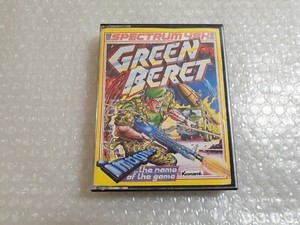 SPECTRUM 48K
GREEN
BERET
Imagine
...the name
of the game
Konami